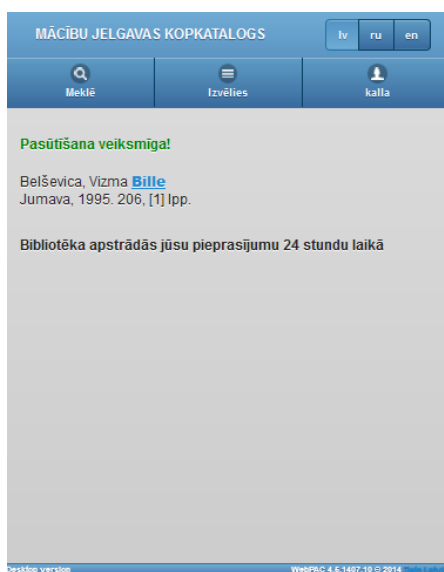 MĀCĪBU JELGAVAS KOPKATALOGS
lv ru en
Meklē Izvēlies kalla
Pasūtīšana veiksmīga!
Belševica, Vizma Bille
Jumava, 1995. 206, [1] lpp.
Bibliotēka apstrādās jūsu pieprasījumu 24 stundu laikā
Desktop version WebPAC 4.5.1407.10 © 2014